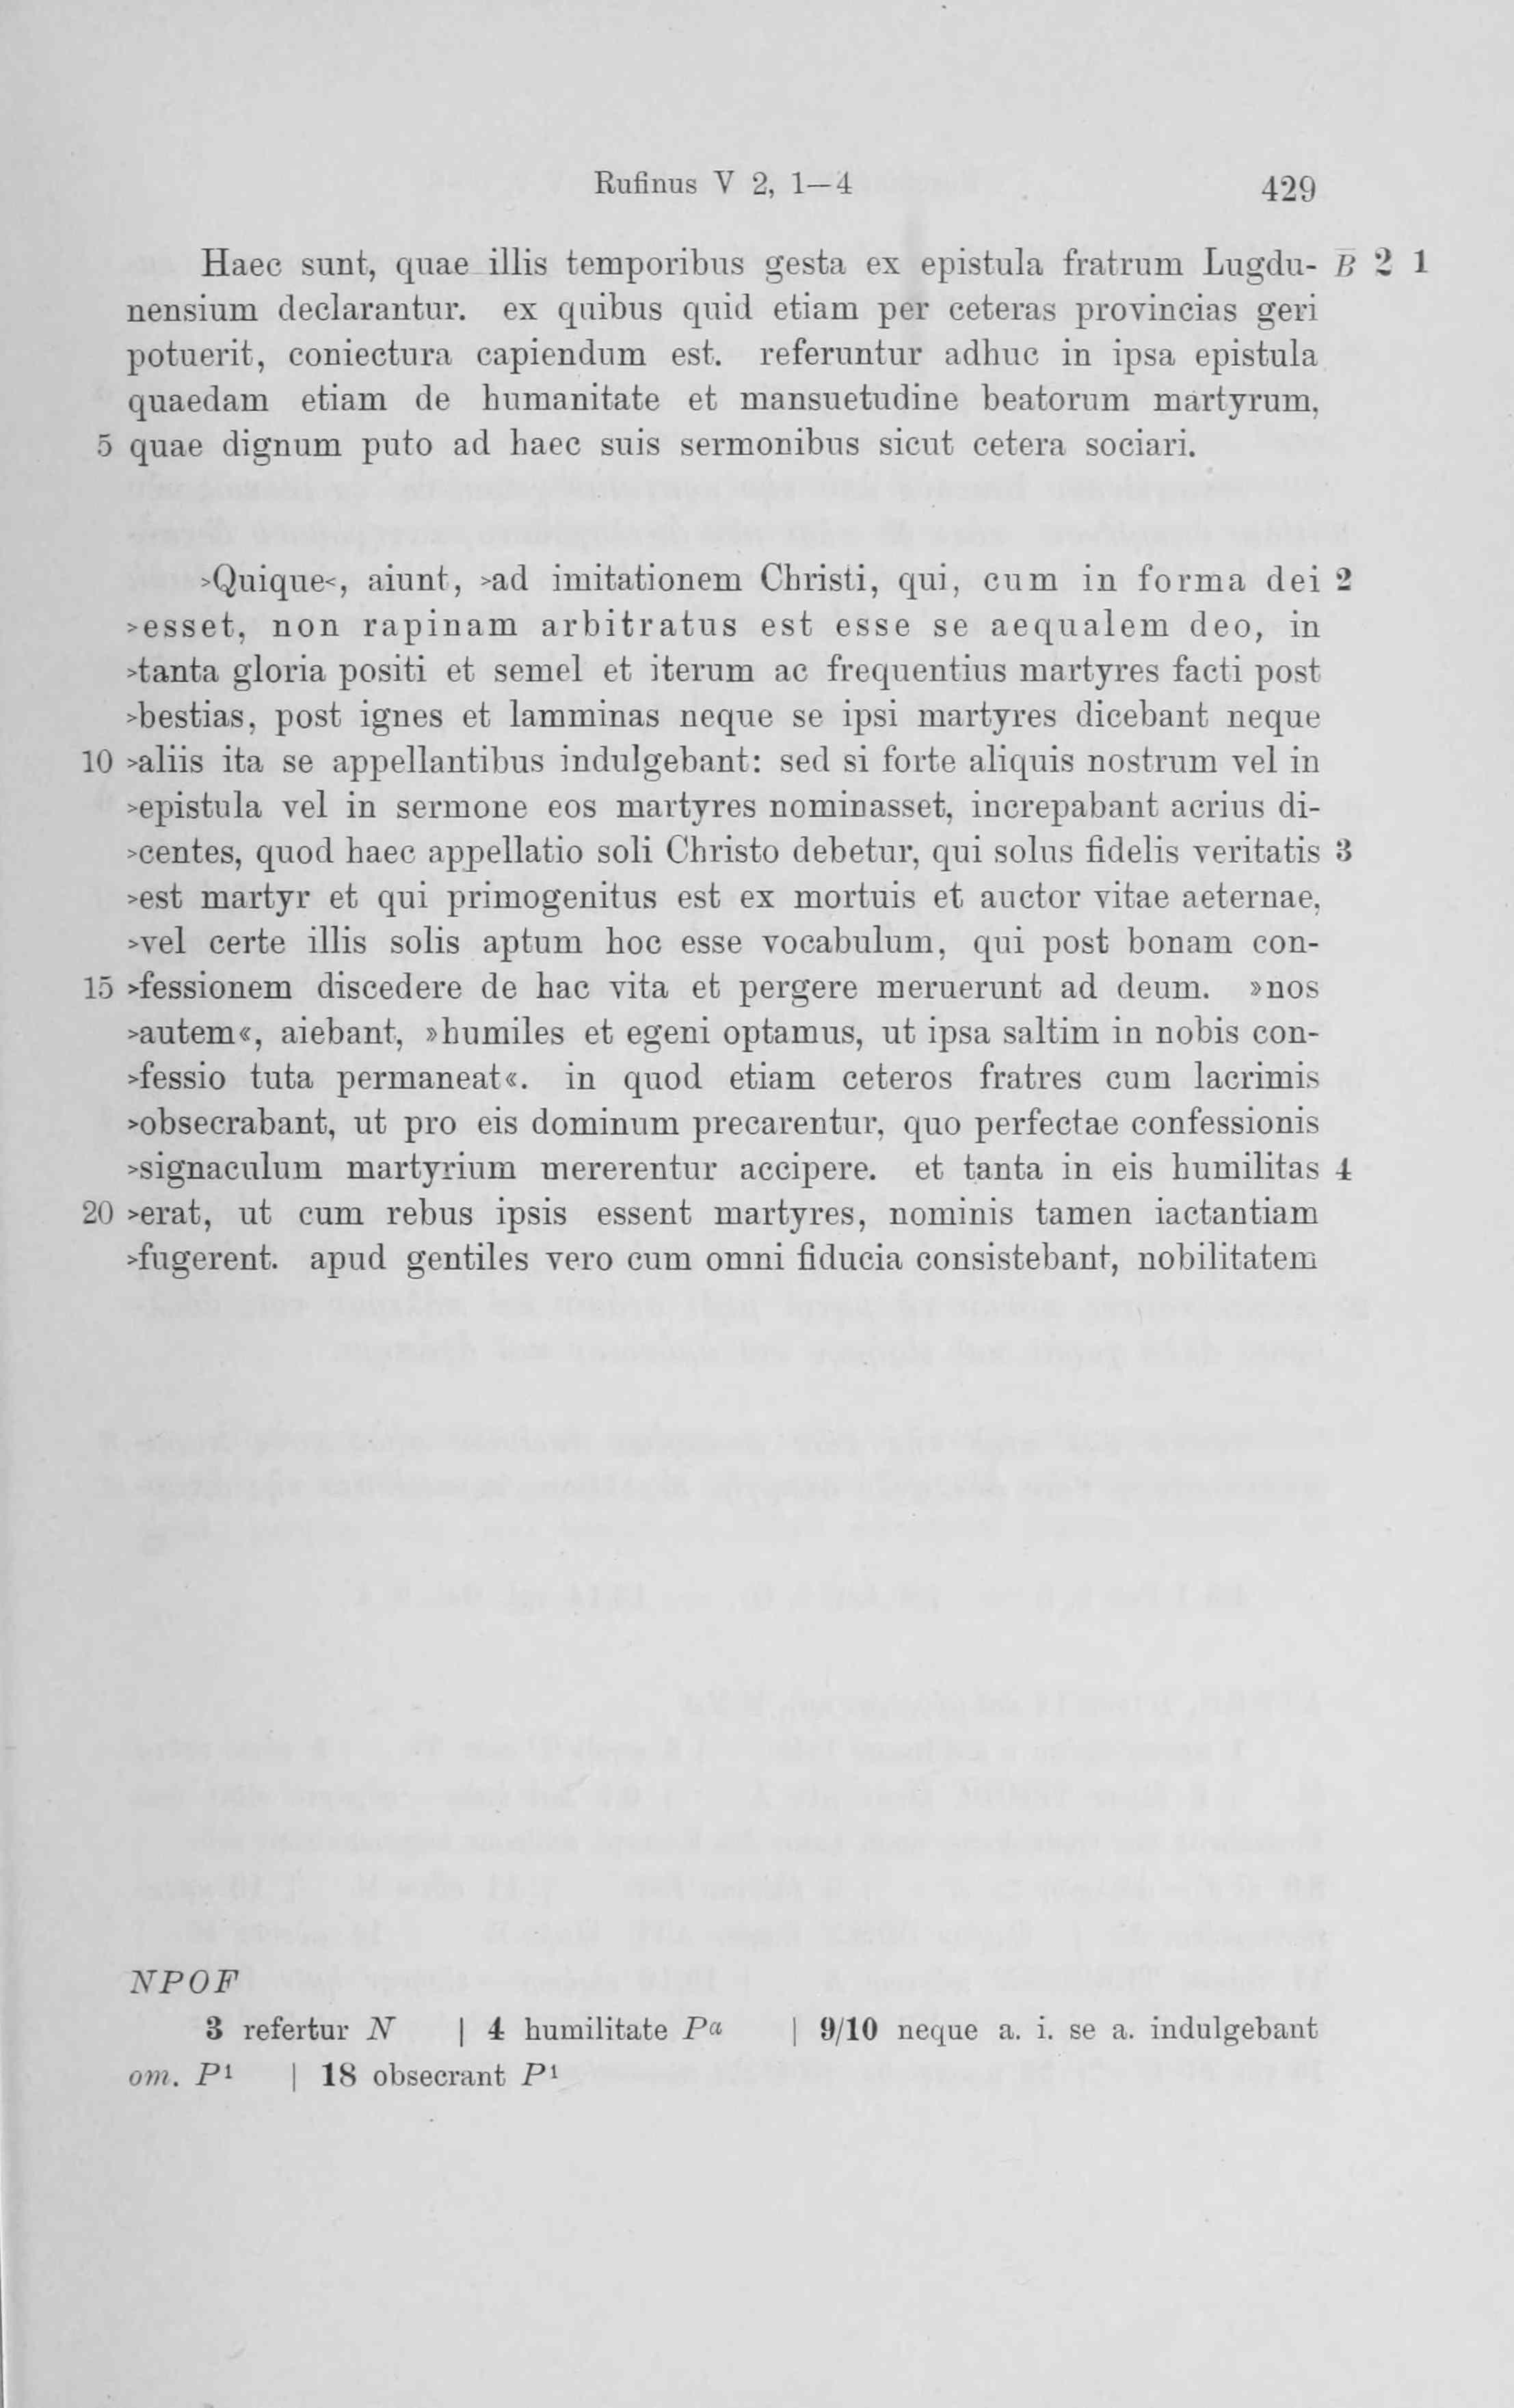 Rufinus V 2, 1—4 429
Haec sunt, quae illis temporibus gesta ex epistula fratrum Lugdu- B 2 1
nensium declarantur. ex quibus quid etiam per ceteras provincias geri
potuerit, coniectura capiendum est. referuntur adhuc in ipsa epistula
quaedam etiam de humanitate et mansuetudine beatorum martyrum,
5 quae dignum puto ad haec suis sermonibus sicut cetera sociari.
>Quique<, aiunt, >ad imitationem Christi, qui, cum in forma dei 2
>esset, non rapinam arbitratus est esse se aequalem deo, in
>tanta gloria positi et semel et iterum ac frequentius martyres facti post
>bestias, post ignes et lamminas neque se ipsi martyres dicebant neque
10 >aliis ita se appellantibus indulgebant: sed si forte aliquis nostrum vel in
>epistula vel in sermone eos martyres nominasset, increpabant acrius di-
>centes, quod haec appellatio soli Christo debetur, qui solus fidelis veritatis 3
>est martyr et qui primogenitus est ex mortuis et auctor vitae aeternae,
>vel certe illis solis aptum hoc esse vocabulum, qui post bonam con-
15 >fessionem discedere de hac vita et pergere meruerunt ad deum. »nos
>autem«, aiebant, »humiles et egeni optamus, ut ipsa saltim in nobis con-
>fessio tuta permaneat«. in quod etiam ceteros fratres cum lacrimis
>obsecrabant, ut pro eis dominum precarentur, quo perfectae confessionis
>signaculum martyrium mererentur accipere. et tanta in eis humilitas 4
20 >erat, ut cum rebus ipsis essent martyres, nominis tamen iactantiam
>fugerent. apud gentiles vero cum omni fiducia consistebant, nobilitatem
NPOF
3 refertur N | 4 humilitate Pa | 9/10 neque a. i. se a. indulgebant
om. P¹ | 18 obsecrant P¹